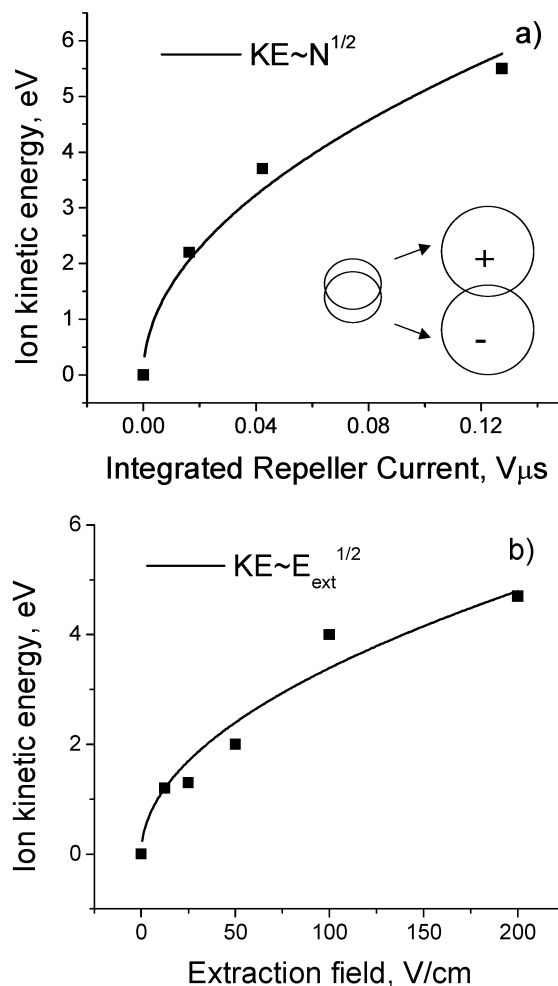 a)
KE~N^1/2
Ion kinetic energy, eV
6
5
4
3
2
1
0
+
-
0.00 0.04 0.08 0.12
Integrated Repeller Current, Vμs
b)
KE~E_ext^1/2
Ion kinetic energy, eV
6
4
2
0
0 50 100 150 200
Extraction field, V/cm